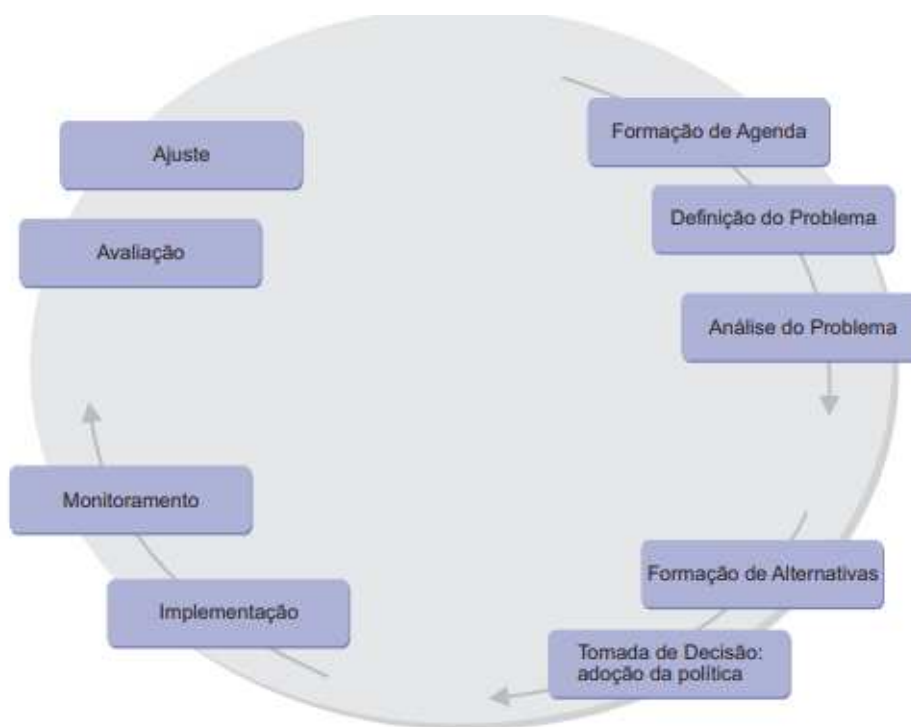 Formação de Agenda
Definição do Problema
Análise do Problema
Formação de Alternativas
Tomada de Decisão:
adoção da política
Implementação
Monitoramento
Avaliação
Ajuste